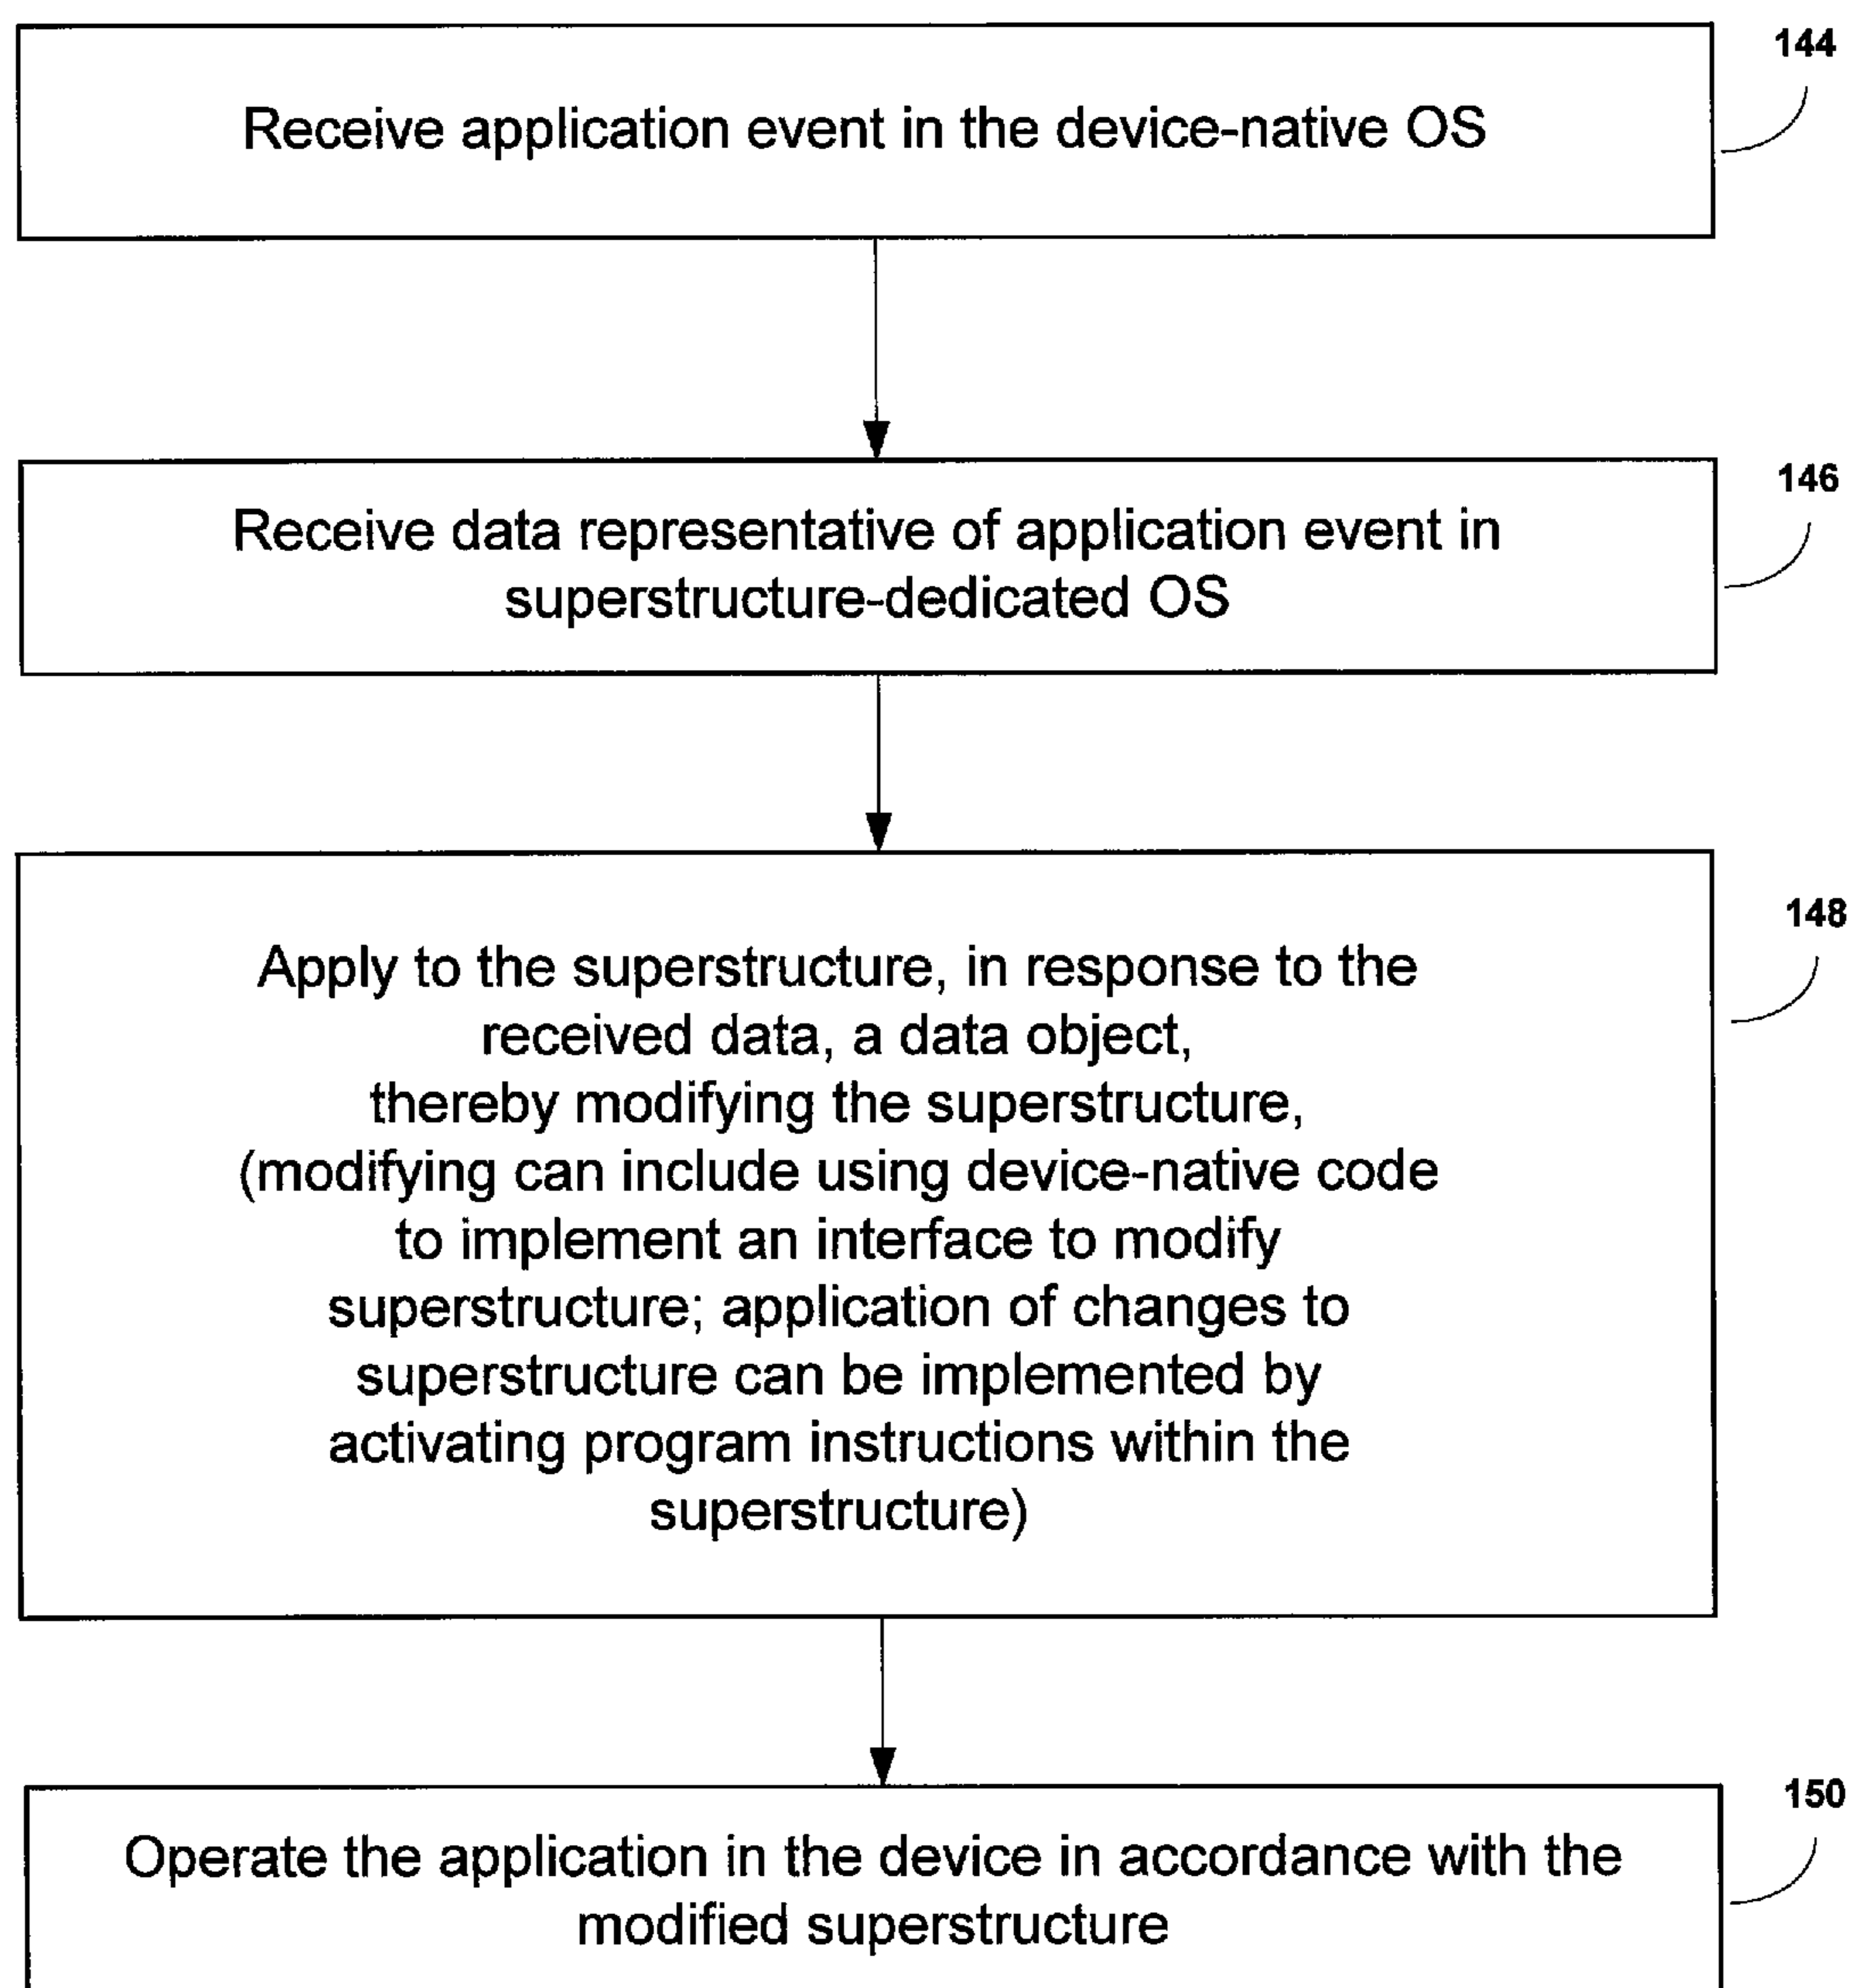 144
Receive application event in the device-native OS
146
Receive data representative of application event in
superstructure-dedicated OS
148
Apply to the superstructure, in response to the
received data, a data object,
thereby modifying the superstructure,
(modifying can include using device-native code
to implement an interface to modify
superstructure; application of changes to
superstructure can be implemented by
activating program instructions within the
superstructure)
150
Operate the application in the device in accordance with the
modified superstructure